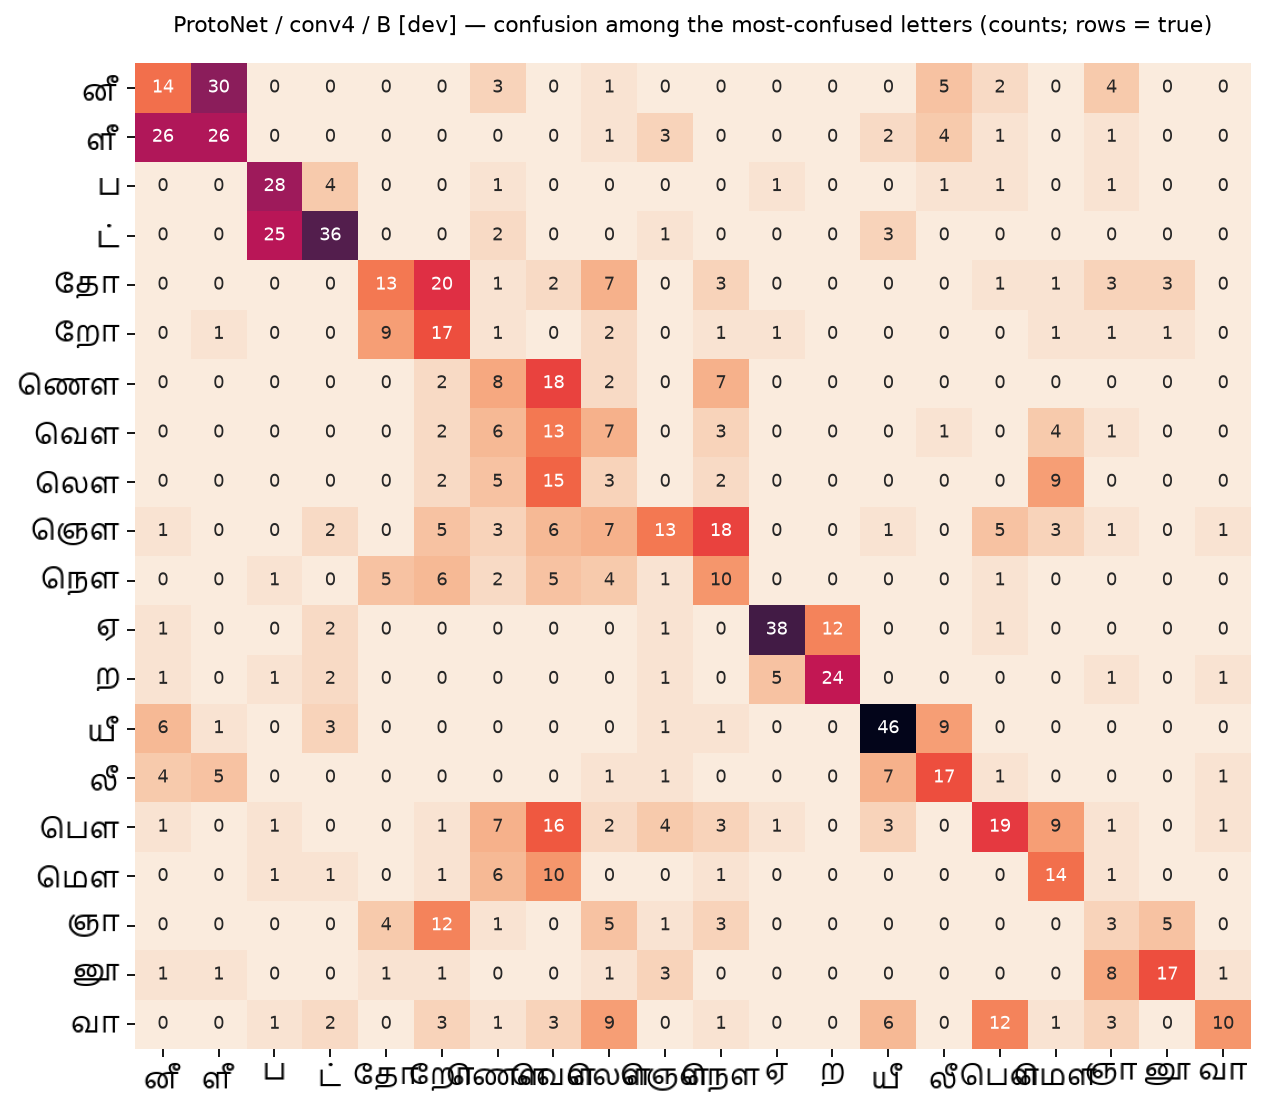 ProtoNet / conv4 / B [dev] — confusion among the most-confused letters (counts; rows = true)
னீ 14 30 0 0 0 0 3 0 1 0 0 0 0 0 5 2 0 4 0 0
ளீ 26 26 0 0 0 0 0 0 1 3 0 0 0 2 4 1 0 1 0 0
ப 0 0 28 4 0 0 1 0 0 0 0 1 0 0 1 1 0 1 0 0
ட் 0 0 25 36 0 0 2 0 0 1 0 0 0 3 0 0 0 0 0 0
தோ 0 0 0 0 13 20 1 2 7 0 3 0 0 0 0 1 1 3 3 0
றோ 0 1 0 0 9 17 1 0 2 0 1 1 0 0 0 0 1 1 1 0
ணௌ 0 0 0 0 0 2 8 18 2 0 7 0 0 0 0 0 0 0 0 0
வௌ 0 0 0 0 0 2 6 13 7 0 3 0 0 0 1 0 4 1 0 0
லௌ 0 0 0 0 0 2 5 15 3 0 2 0 0 0 0 0 9 0 0 0
ஞௌ 1 0 0 2 0 5 3 6 7 13 18 0 0 1 0 5 3 1 0 1
நௌ 0 0 1 0 5 6 2 5 4 1 10 0 0 0 0 1 0 0 0 0
ஏ 1 0 0 2 0 0 0 0 0 1 0 38 12 0 0 1 0 0 0 0
ற 1 0 1 2 0 0 0 0 0 1 0 5 24 0 0 0 0 1 0 1
யீ 6 1 0 3 0 0 0 0 0 1 1 0 0 46 9 0 0 0 0 0
லீ 4 5 0 0 0 0 0 0 1 1 0 0 0 7 17 1 0 0 0 1
பௌ 1 0 1 0 0 1 7 16 2 4 3 1 0 3 0 19 9 1 0 1
மௌ 0 0 1 1 0 1 6 10 0 0 1 0 0 0 0 0 14 1 0 0
ஞா 0 0 0 0 4 12 1 0 5 1 3 0 0 0 0 0 0 3 5 0
னூ 1 1 0 0 1 1 0 0 1 3 0 0 0 0 0 0 0 8 17 1
வா 0 0 1 2 0 3 1 3 9 0 1 0 0 6 0 12 1 3 0 10
னீ ளீ ப ட் தோ றோ ணௌ வௌ லௌ ஞௌ நௌ ஏ ற யீ லீ பௌ மௌ ஞா னூ வா